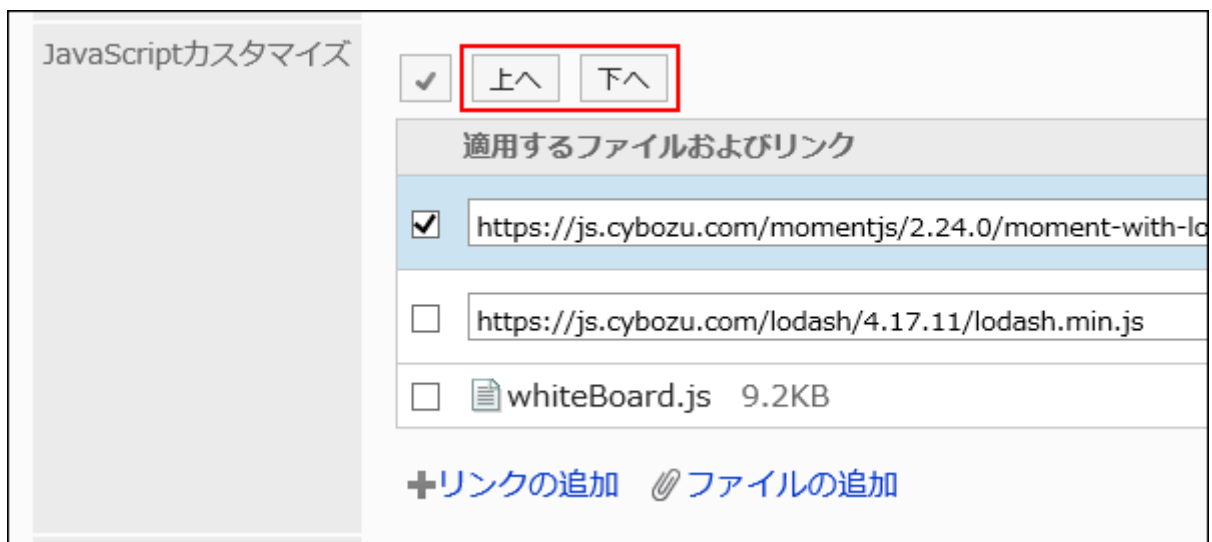 JavaScriptカスタマイズ
上へ 下へ
適用するファイルおよびリンク
https://js.cybozu.com/momentjs/2.24.0/moment-with-lo
https://js.cybozu.com/lodash/4.17.11/lodash.min.js
whiteBoard.js 9.2KB
リンクの追加 ファイルの追加